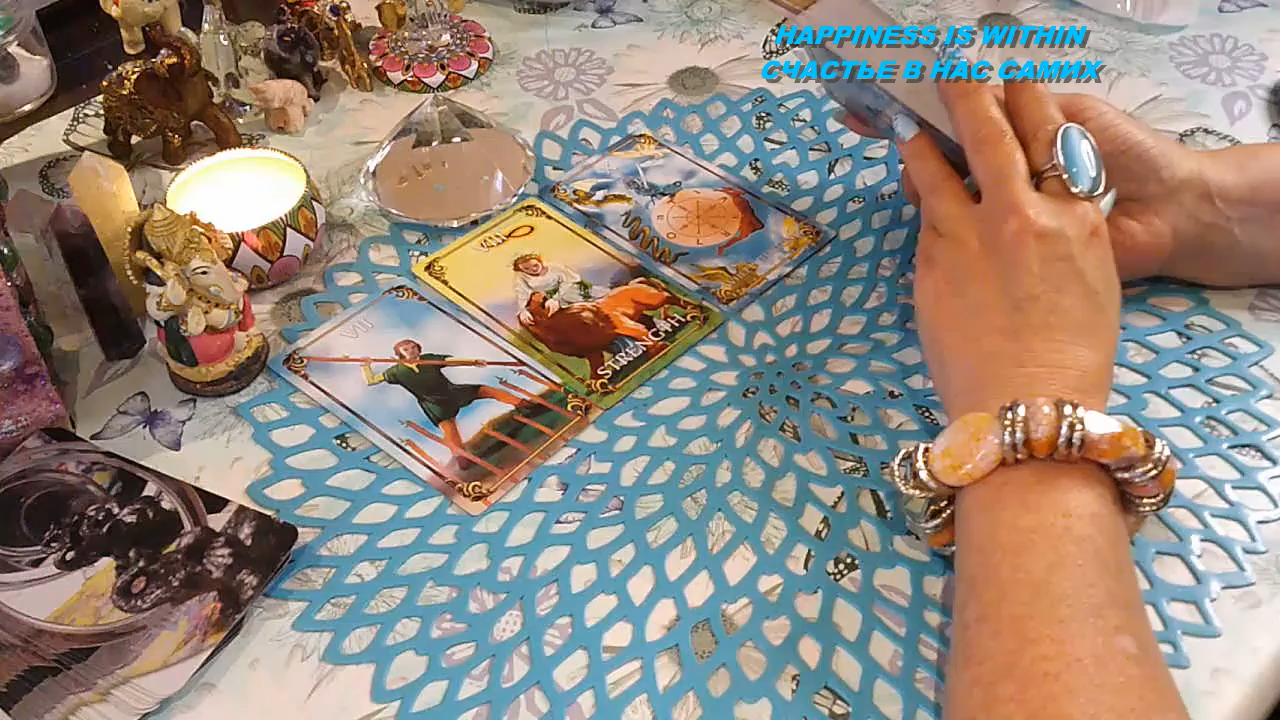 HAPPINESS IS WITHIN
СЧАСТЬЕ В НАС САМИХ
VIII
STRENGTH
VII